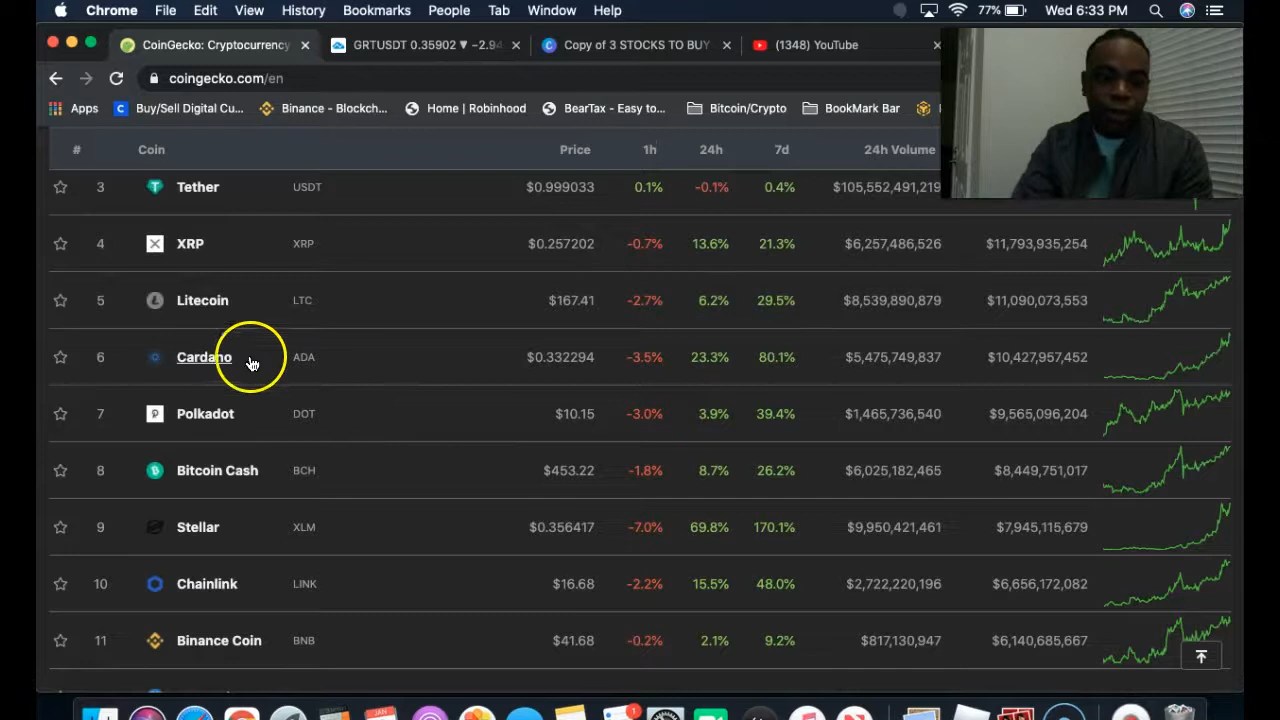 Chrome File Edit View History Bookmarks People Tab Window Help 77% Wed 6:33 PM
CoinGecko: Cryptocurrency GRTUSDT 0.35902 ▼ −2.94 Copy of 3 STOCKS TO BUY (1348) YouTube
coingecko.com/en
Apps Buy/Sell Digital Cu... Binance - Blockch... Home | Robinhood BearTax - Easy to... Bitcoin/Crypto BookMark Bar
# Coin Price 1h 24h 7d 24h Volume
3 Tether USDT $0.999033 0.1% -0.1% 0.4% $105,552,491,219
4 XRP XRP $0.257202 -0.7% 13.6% 21.3% $6,257,486,526 $11,793,935,254
5 Litecoin LTC $167.41 -2.7% 6.2% 29.5% $8,539,890,879 $11,090,073,553
6 Cardano ADA $0.332294 -3.5% 23.3% 80.1% $5,475,749,837 $10,427,957,452
7 Polkadot DOT $10.15 -3.0% 3.9% 39.4% $1,465,736,540 $9,565,096,204
8 Bitcoin Cash BCH $453.22 -1.8% 8.7% 26.2% $6,025,182,465 $8,449,751,017
9 Stellar XLM $0.356417 -7.0% 69.8% 170.1% $9,950,421,461 $7,945,115,679
10 Chainlink LINK $16.68 -2.2% 15.5% 48.0% $2,722,220,196 $6,656,172,082
11 Binance Coin BNB $41.68 -0.2% 2.1% 9.2% $817,130,947 $6,140,685,667
JAN 1